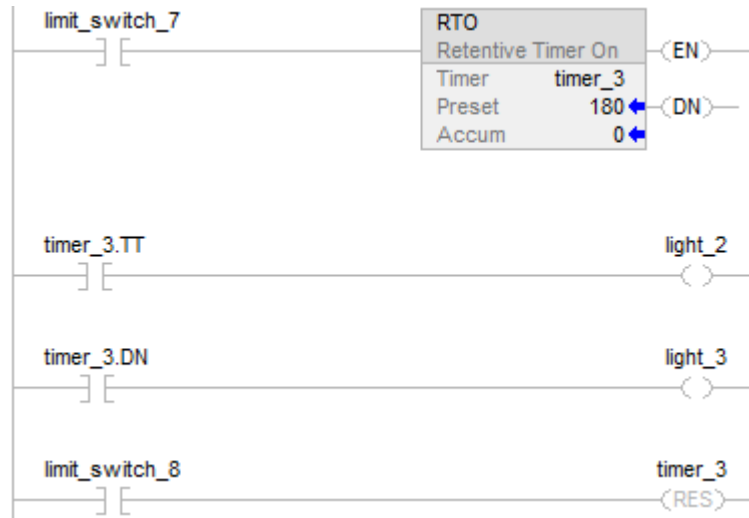 limit_switch_7
RTO
Retentive Timer On
EN
Timer timer_3
Preset 180
DN
Accum 0
timer_3.TT
light_2
timer_3.DN
light_3
limit_switch_8
timer_3
RES